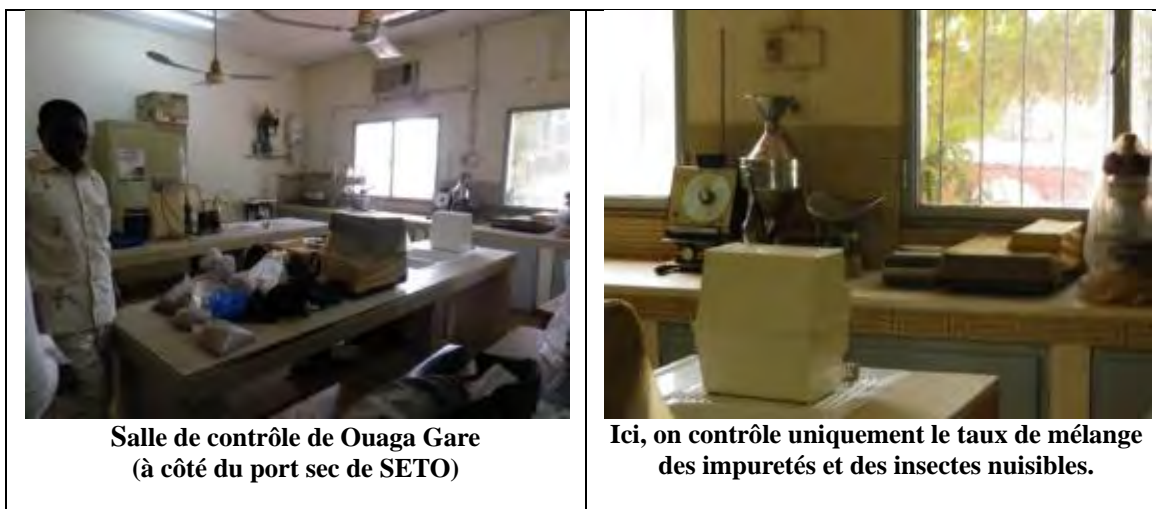 Salle de contrôle de Ouaga Gare
(à côté du port sec de SETO)
Ici, on contrôle uniquement le taux de mélange
des impuretés et des insectes nuisibles.